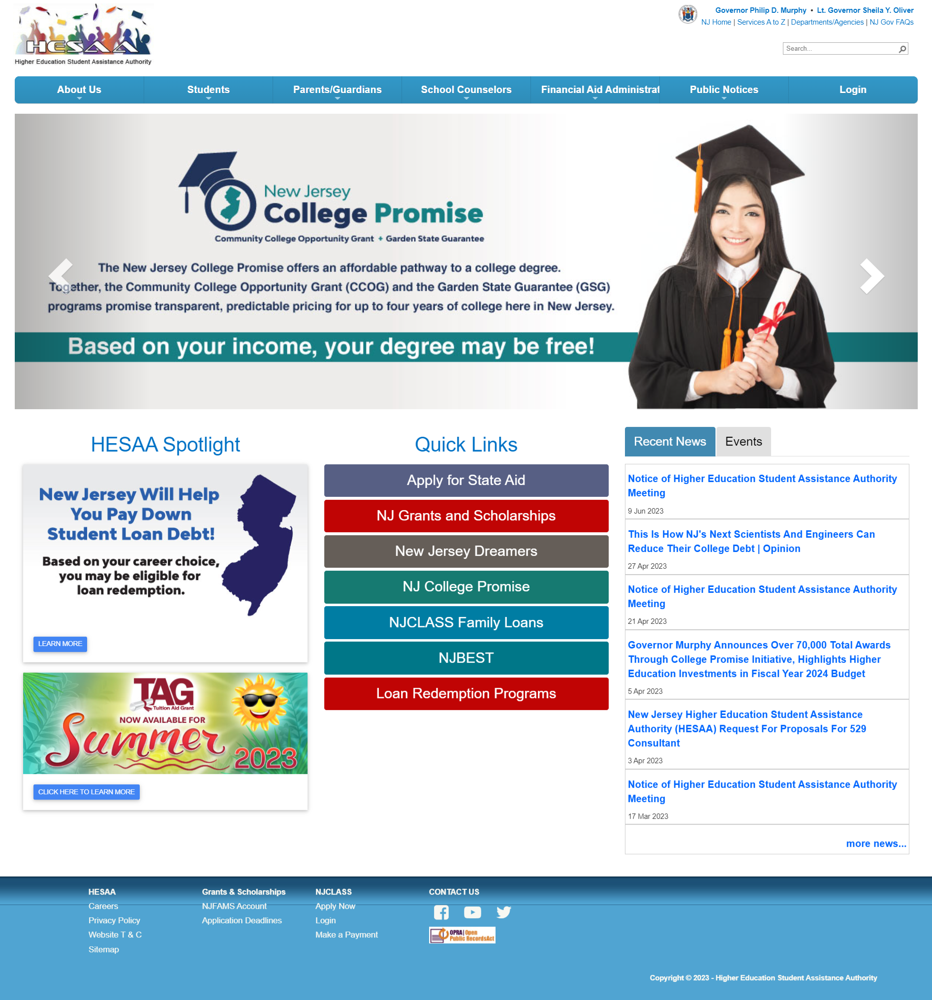 HESAA
Higher Education Student Assistance Authority
Governor Philip D. Murphy • Lt. Governor Sheila Y. Oliver
NJ Home | Services A to Z | Departments/Agencies | NJ Gov FAQs
Search...
About Us
Students
Parents/Guardians
School Counselors
Financial Aid Administrat
Public Notices
Login
New Jersey
College Promise
Community College Opportunity Grant + Garden State Guarantee
The New Jersey College Promise offers an affordable pathway to a college degree.
Together, the Community College Opportunity Grant (CCOG) and the Garden State Guarantee (GSG)
programs promise transparent, predictable pricing for up to four years of college here in New Jersey.
Based on your income, your degree may be free!
HESAA Spotlight
New Jersey Will Help
You Pay Down
Student Loan Debt!
Based on your career choice,
you may be eligible for
loan redemption.
LEARN MORE
TAG
Tuition Aid Grant
NOW AVAILABLE FOR
Summer
2023
CLICK HERE TO LEARN MORE
Quick Links
Apply for State Aid
NJ Grants and Scholarships
New Jersey Dreamers
NJ College Promise
NJCLASS Family Loans
NJBEST
Loan Redemption Programs
Recent News
Events
Notice of Higher Education Student Assistance Authority
Meeting
9 Jun 2023
This Is How NJ's Next Scientists And Engineers Can
Reduce Their College Debt | Opinion
27 Apr 2023
Notice of Higher Education Student Assistance Authority
Meeting
21 Apr 2023
Governor Murphy Announces Over 70,000 Total Awards
Through College Promise Initiative, Highlights Higher
Education Investments in Fiscal Year 2024 Budget
5 Apr 2023
New Jersey Higher Education Student Assistance
Authority (HESAA) Request For Proposals For 529
Consultant
3 Apr 2023
Notice of Higher Education Student Assistance Authority
Meeting
17 Mar 2023
more news...
HESAA
Careers
Privacy Policy
Website T & C
Sitemap
Grants & Scholarships
NJFAMS Account
Application Deadlines
NJCLASS
Apply Now
Login
Make a Payment
CONTACT US
OPRA | Open
Public RecordsAct
Copyright © 2023 - Higher Education Student Assistance Authority